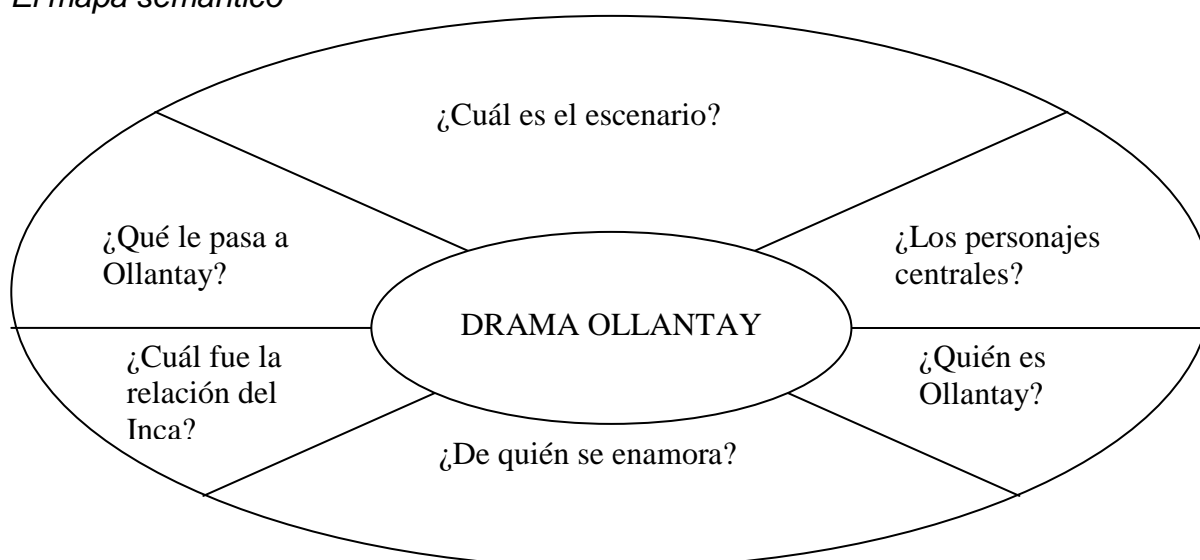 El mapa semántico
¿Cuál es el escenario?
¿Qué le pasa a
Ollantay?
¿Los personajes
centrales?
DRAMA OLLANTAY
¿Cuál fue la
relación del
Inca?
¿Quién es
Ollantay?
¿De quién se enamora?